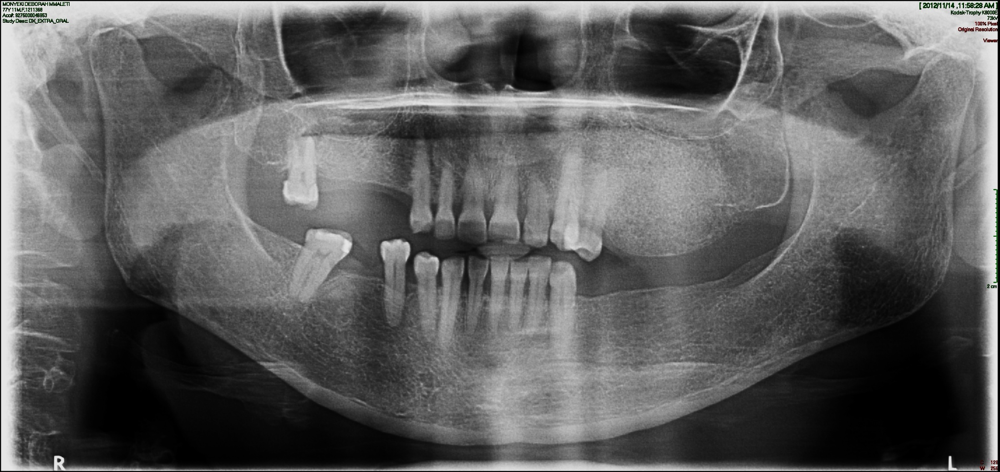 MONYEKI DEBORAH MMALETI
77Y 11M,F,1211368
Acc#: 9275000046953
Study Desc: DX_EXTRA_ORAL
[ 2012/11/14 ,11:58:28 AM ]
Kodak-Trophy K8000E
73kV
100% Pixel
Original Resolution
Viewer
2 cm
R
L
C 128
W 256